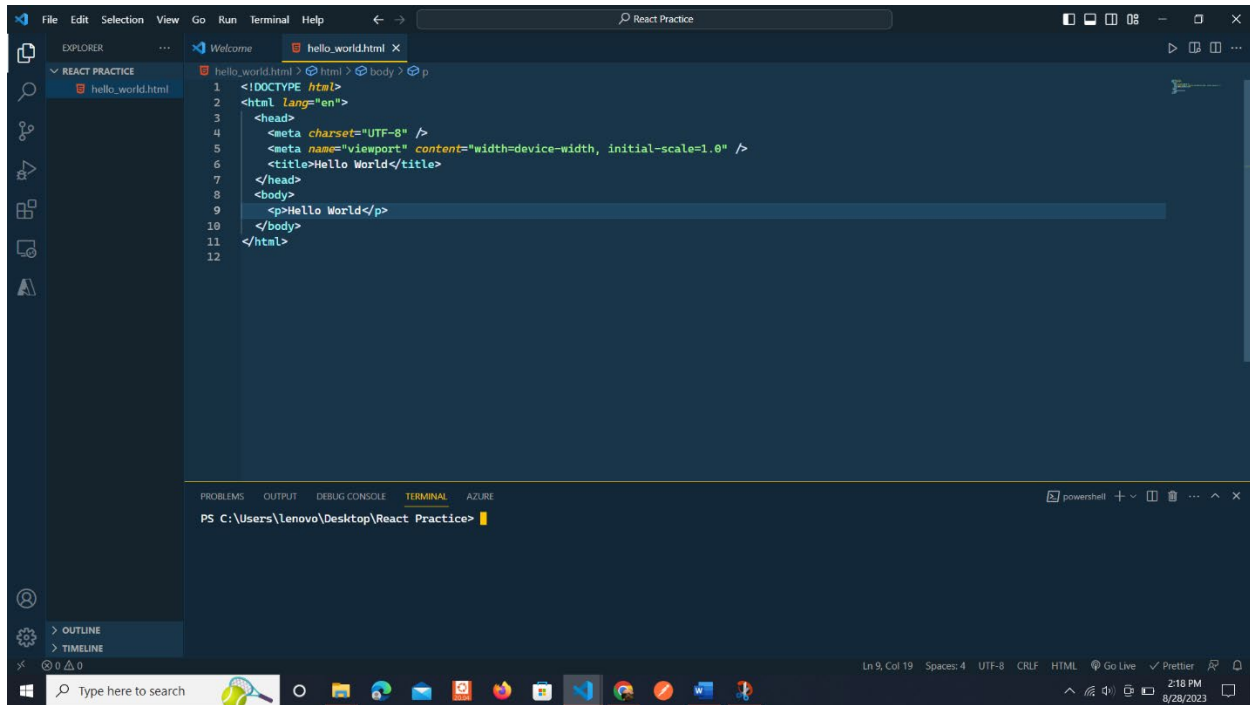 File Edit Selection View Go Run Terminal Help
React Practice
EXPLORER
Welcome
hello_world.html
REACT PRACTICE
hello_world.html
hello_world.html > html > body > p
1 <!DOCTYPE html>
2 <html lang="en">
3 <head>
4 <meta charset="UTF-8" />
5 <meta name="viewport" content="width=device-width, initial-scale=1.0" />
6 <title>Hello World</title>
7 </head>
8 <body>
9 <p>Hello World</p>
10 </body>
11 </html>
12
PROBLEMS OUTPUT DEBUG CONSOLE TERMINAL AZURE
powershell
PS C:\Users\lenovo\Desktop\React Practice>
OUTLINE
TIMELINE
0 0
Ln 9, Col 19 Spaces: 4 UTF-8 CRLF HTML Go Live Prettier
Type here to search
20.04
2:18 PM
8/28/2023